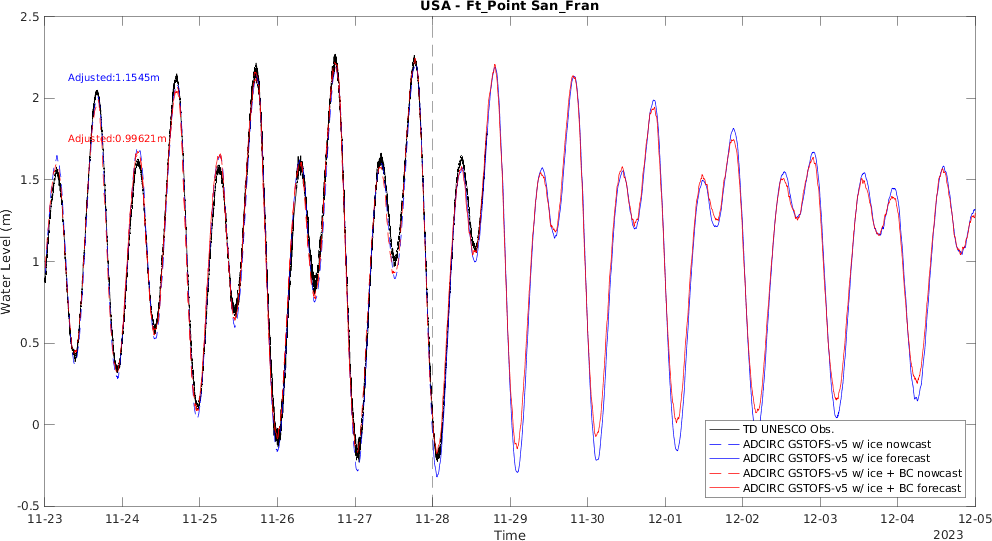 USA - Ft_Point San_Fran
2.5
2
1.5
1
0.5
0
-0.5
Water Level (m)
Adjusted:1.1545m
Adjusted:0.99621m
TD UNESCO Obs.
ADCIRC GSTOFS-v5 w/ ice nowcast
ADCIRC GSTOFS-v5 w/ ice forecast
ADCIRC GSTOFS-v5 w/ ice + BC nowcast
ADCIRC GSTOFS-v5 w/ ice + BC forecast
11-23 11-24 11-25 11-26 11-27 11-28 11-29 11-30 12-01 12-02 12-03 12-04 12-05
Time
2023